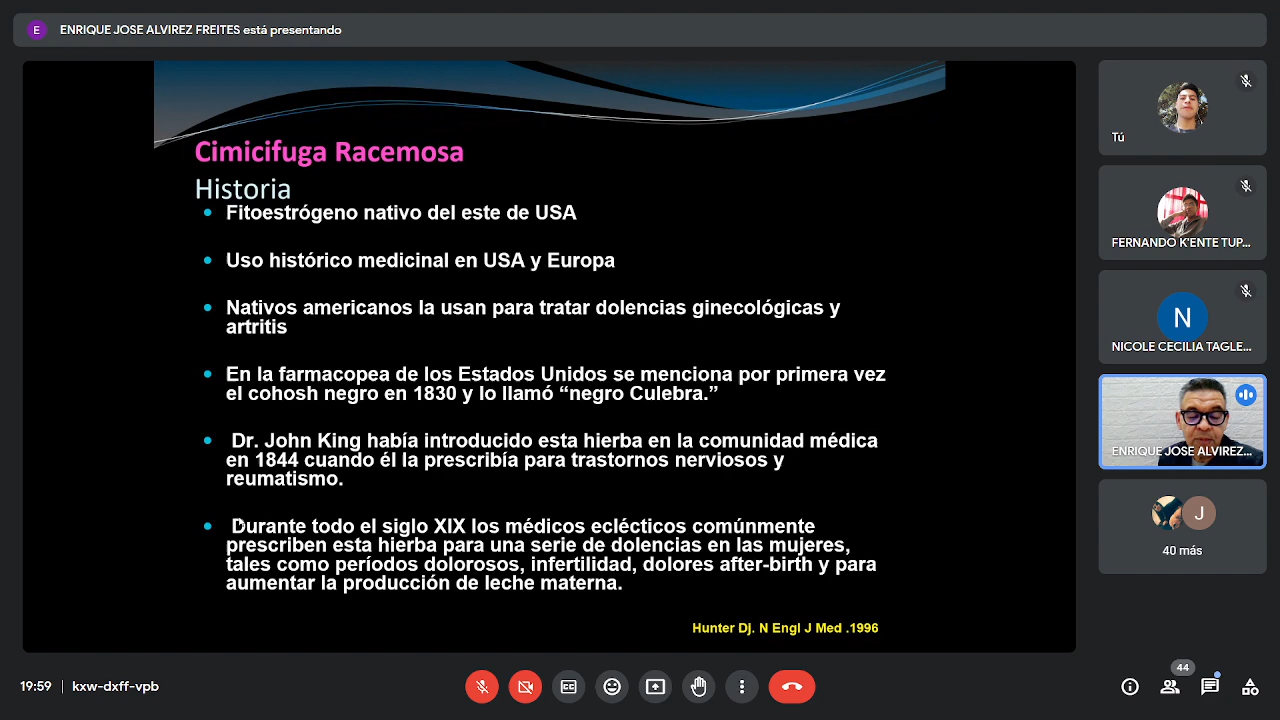 E
ENRIQUE JOSE ALVIREZ FREITES está presentando
Cimicifuga Racemosa
Historia
• Fitoestrógeno nativo del este de USA
• Uso histórico medicinal en USA y Europa
• Nativos americanos la usan para tratar dolencias ginecológicas y
artritis
• En la farmacopea de los Estados Unidos se menciona por primera vez
el cohosh negro en 1830 y lo llamó “negro Culebra.”
• Dr. John King había introducido esta hierba en la comunidad médica
en 1844 cuando él la prescribía para trastornos nerviosos y
reumatismo.
• Durante todo el siglo XIX los médicos eclécticos comúnmente
prescriben esta hierba para una serie de dolencias en las mujeres,
tales como períodos dolorosos, infertilidad, dolores after-birth y para
aumentar la producción de leche materna.
Hunter Dj. N Engl J Med .1996
Tú
FERNANDO K'ENTE TUP...
N
NICOLE CECILIA TAGLE...
ENRIQUE JOSE ALVIREZ...
J
40 más
19:59 | kxw-dxff-vpb
44